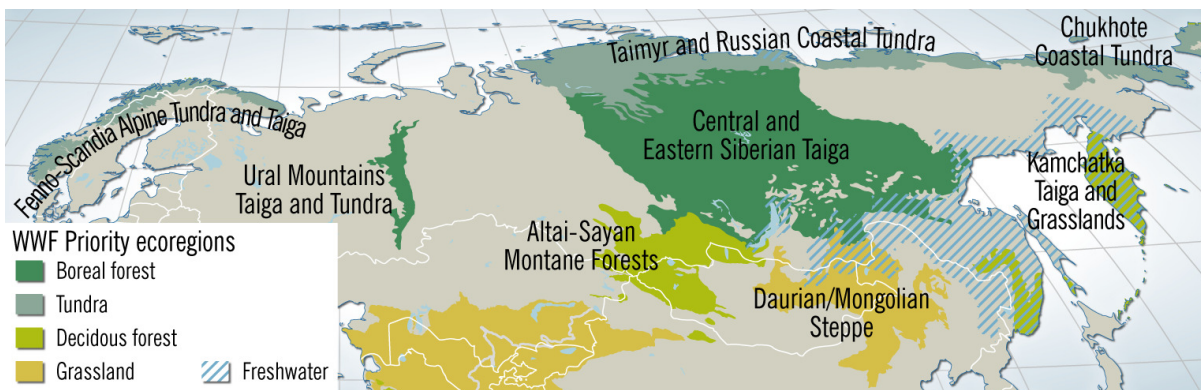 Taimyr and Russian Coastal Tundra
Chukhote
Coastal Tundra
Fenno-Scandia Alpine Tundra and Taiga
Central and
Eastern Siberian Taiga
Ural Mountains
Taiga and Tundra
Kamchatka
Taiga and
Grasslands
Altai-Sayan
Montane Forests
Daurian/Mongolian
Steppe
WWF Priority ecoregions
Boreal forest
Tundra
Decidous forest
Grassland
Freshwater